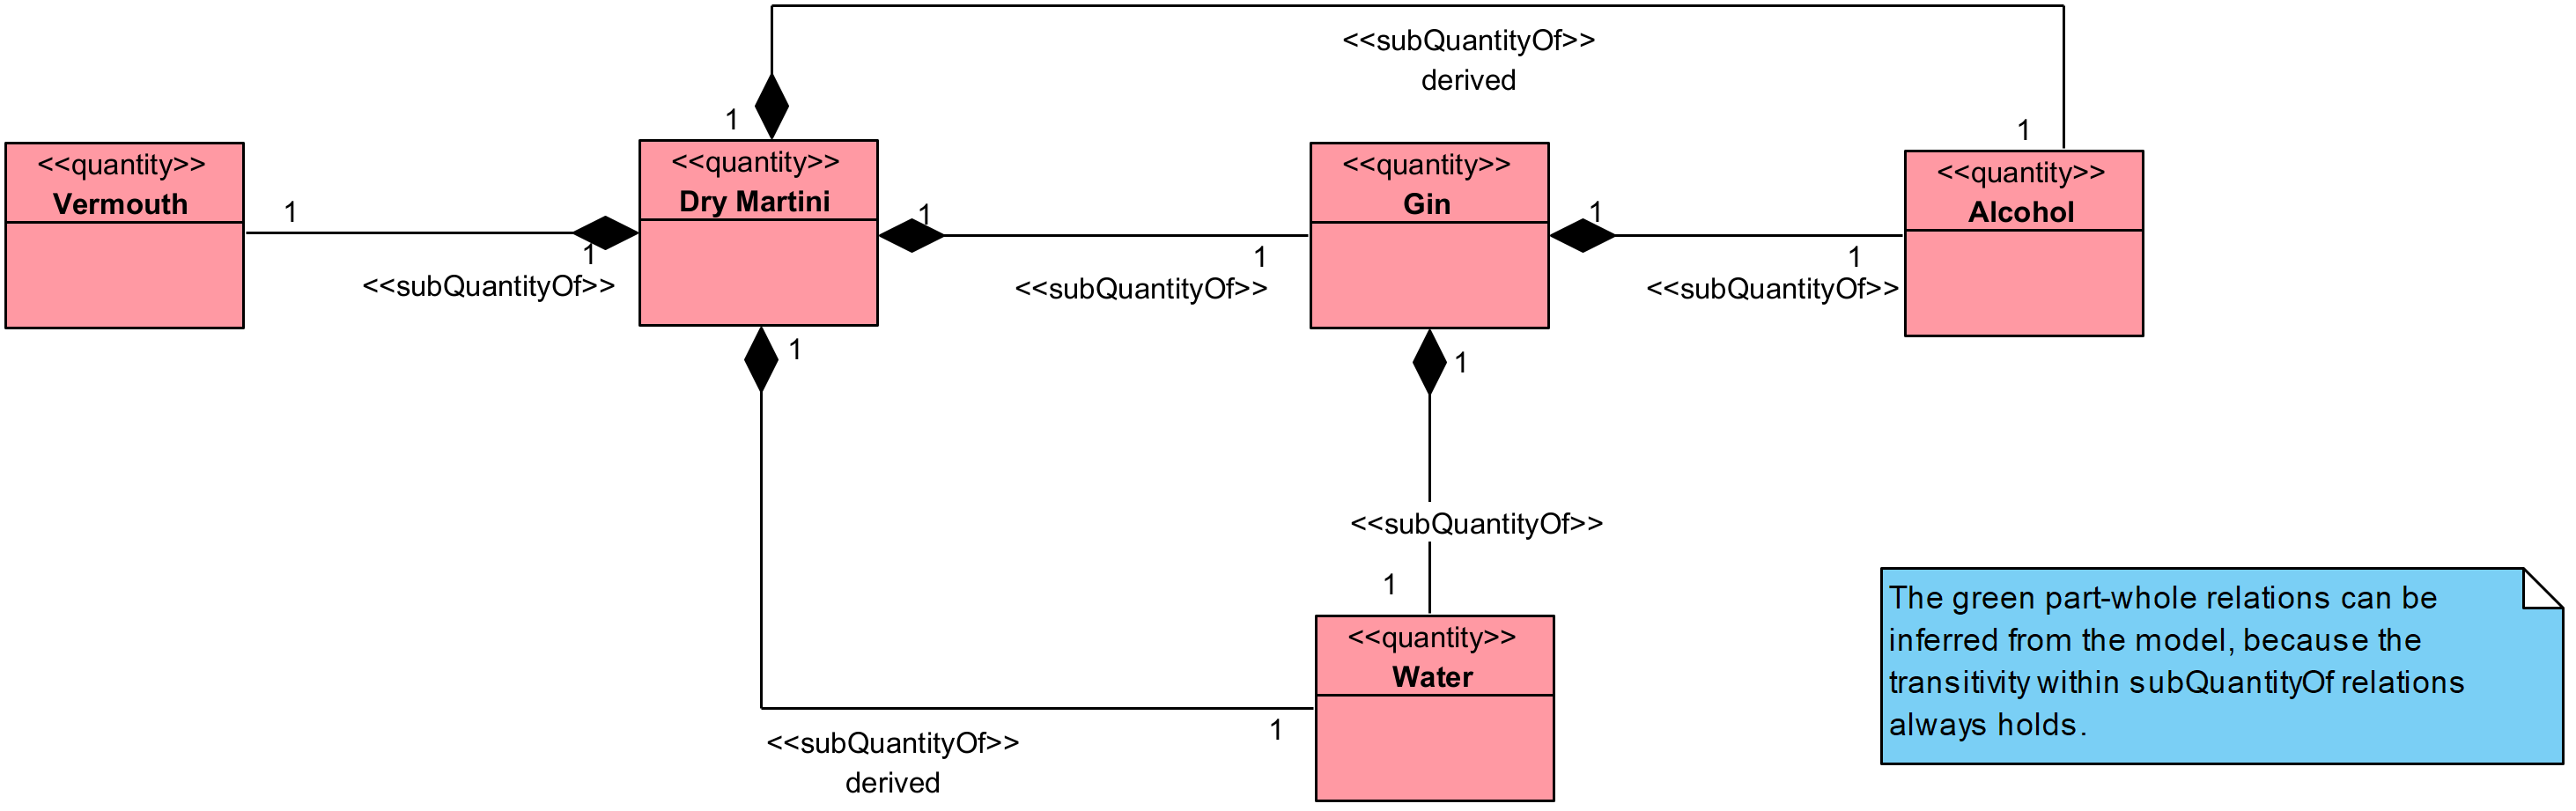 <<subQuantityOf>>
derived
1
1
<<quantity>>
Vermouth
1
1
<<subQuantityOf>>
<<quantity>>
Dry Martini
1
1
<<subQuantityOf>>
<<quantity>>
Gin
1
1
<<subQuantityOf>>
<<quantity>>
Alcohol
1
1
<<subQuantityOf>>
1
<<quantity>>
Water
1
<<subQuantityOf>>
derived
The green part-whole relations can be
inferred from the model, because the
transitivity within subQuantityOf relations
always holds.